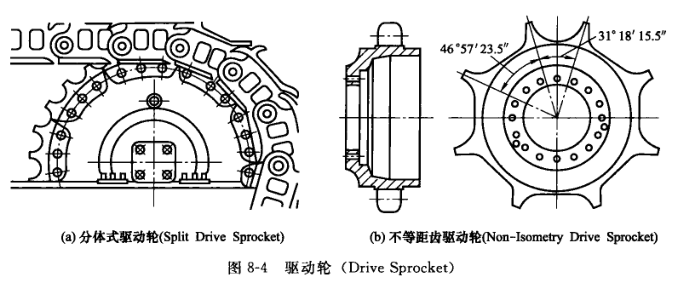 46°57′23.5″
31°18′15.5″
(a) 分体式驱动轮(Split Drive Sprocket)
(b) 不等距齿驱动轮(Non-Isometry Drive Sprocket)
图 8-4 驱动轮（Drive Sprocket）